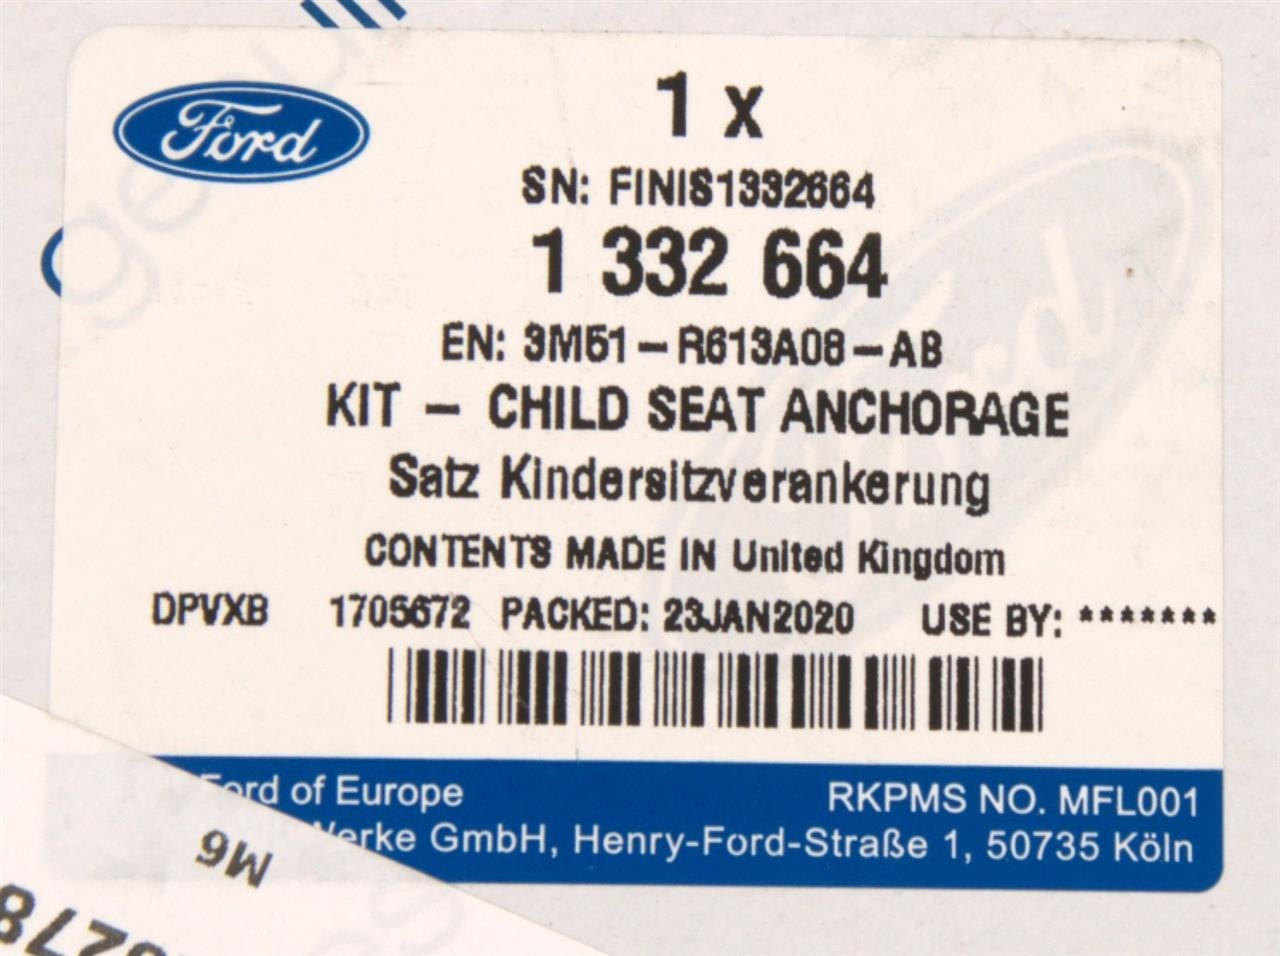 Ford
1 x
SN: FINIS1332664
1 332 664
EN: 3M51-R613A08-AB
KIT - CHILD SEAT ANCHORAGE
Satz Kindersitzverankerung
CONTENTS MADE IN United Kingdom
DPVXB 1705672 PACKED: 23JAN2020 USE BY: *******
Ford of Europe
RKPMS NO. MFL001
Werke GmbH, Henry-Ford-Straße 1, 50735 Köln
M6